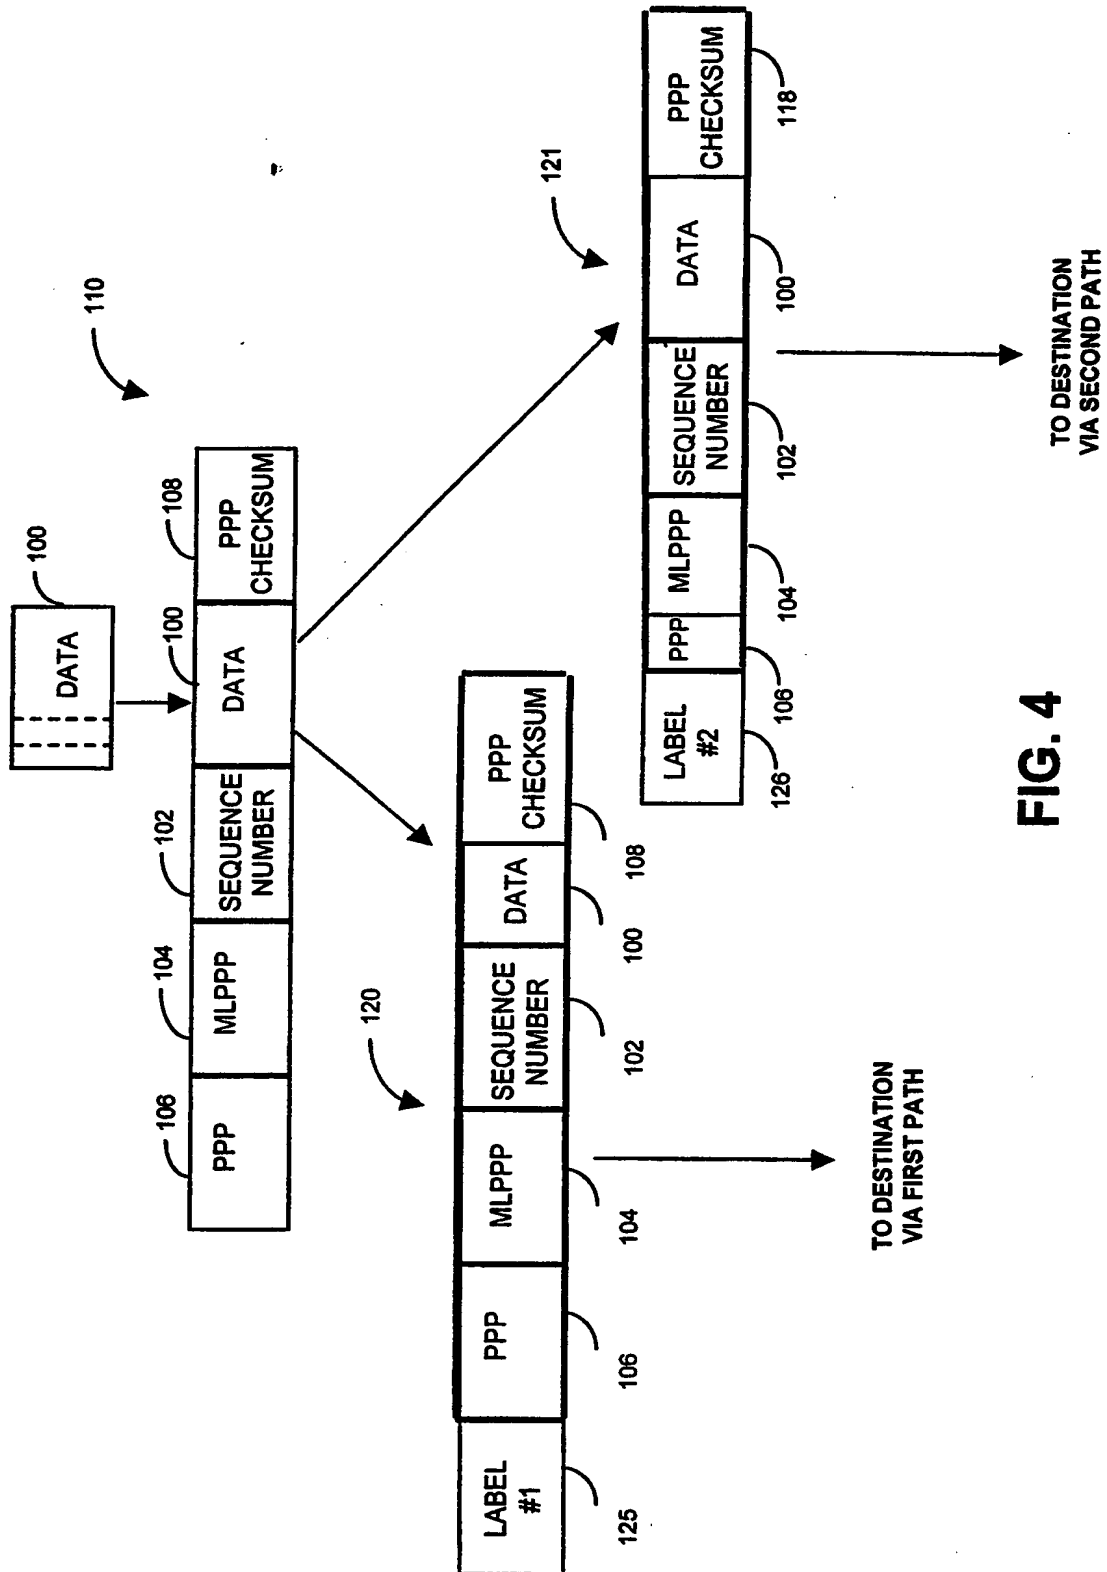 DATA
100
110
106
104
102
100
108
PPP
MLPPP
SEQUENCE
NUMBER
DATA
PPP
CHECKSUM
120
LABEL
#1
PPP
MLPPP
SEQUENCE
NUMBER
DATA
PPP
CHECKSUM
125
106
104
102
100
108
TO DESTINATION
VIA FIRST PATH
121
LABEL
#2
PPP
MLPPP
SEQUENCE
NUMBER
DATA
PPP
CHECKSUM
126
106
104
102
100
118
TO DESTINATION
VIA SECOND PATH
FIG. 4